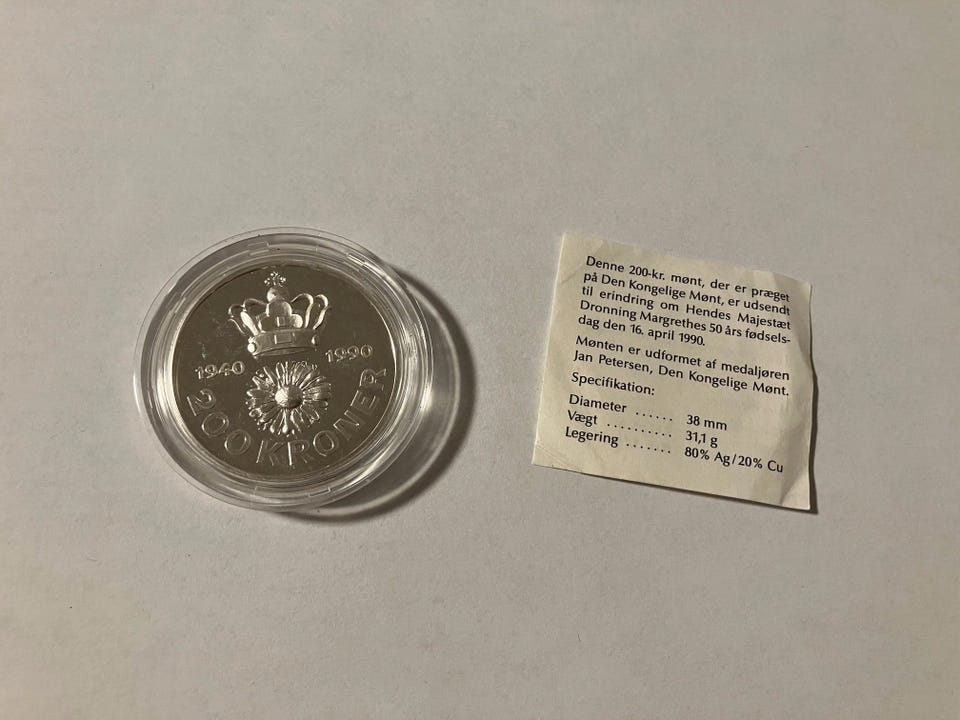 1940 1990
200 KRONER
Denne 200-kr. mønt, der er præget
på Den Kongelige Mønt, er udsendt
til erindring om Hendes Majestæt
Dronning Margrethes 50 års fødsels-
dag den 16. april 1990.
Mønten er udformet af medaljøren
Jan Petersen, Den Kongelige Mønt.
Specifikation:
Diameter ...... 38 mm
Vægt .......... 31,1 g
Legering ....... 80% Ag/20% Cu